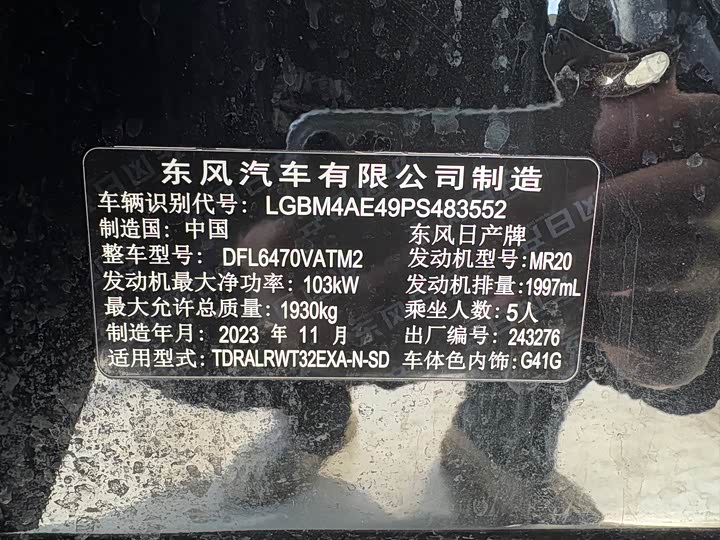 东风汽车有限公司制造
车辆识别代号: LGBM4AE49PS483552
制造国: 中国 东风日产牌
整车型号: DFL6470VATM2 发动机型号: MR20
发动机最大净功率: 103kW 发动机排量: 1997mL
最大允许总质量: 1930kg 乘坐人数: 5人
制造年月: 2023 年 11 月 出厂编号: 243276
适用型式: TDRALRWT32EXA-N-SD 车体色内饰: G41G